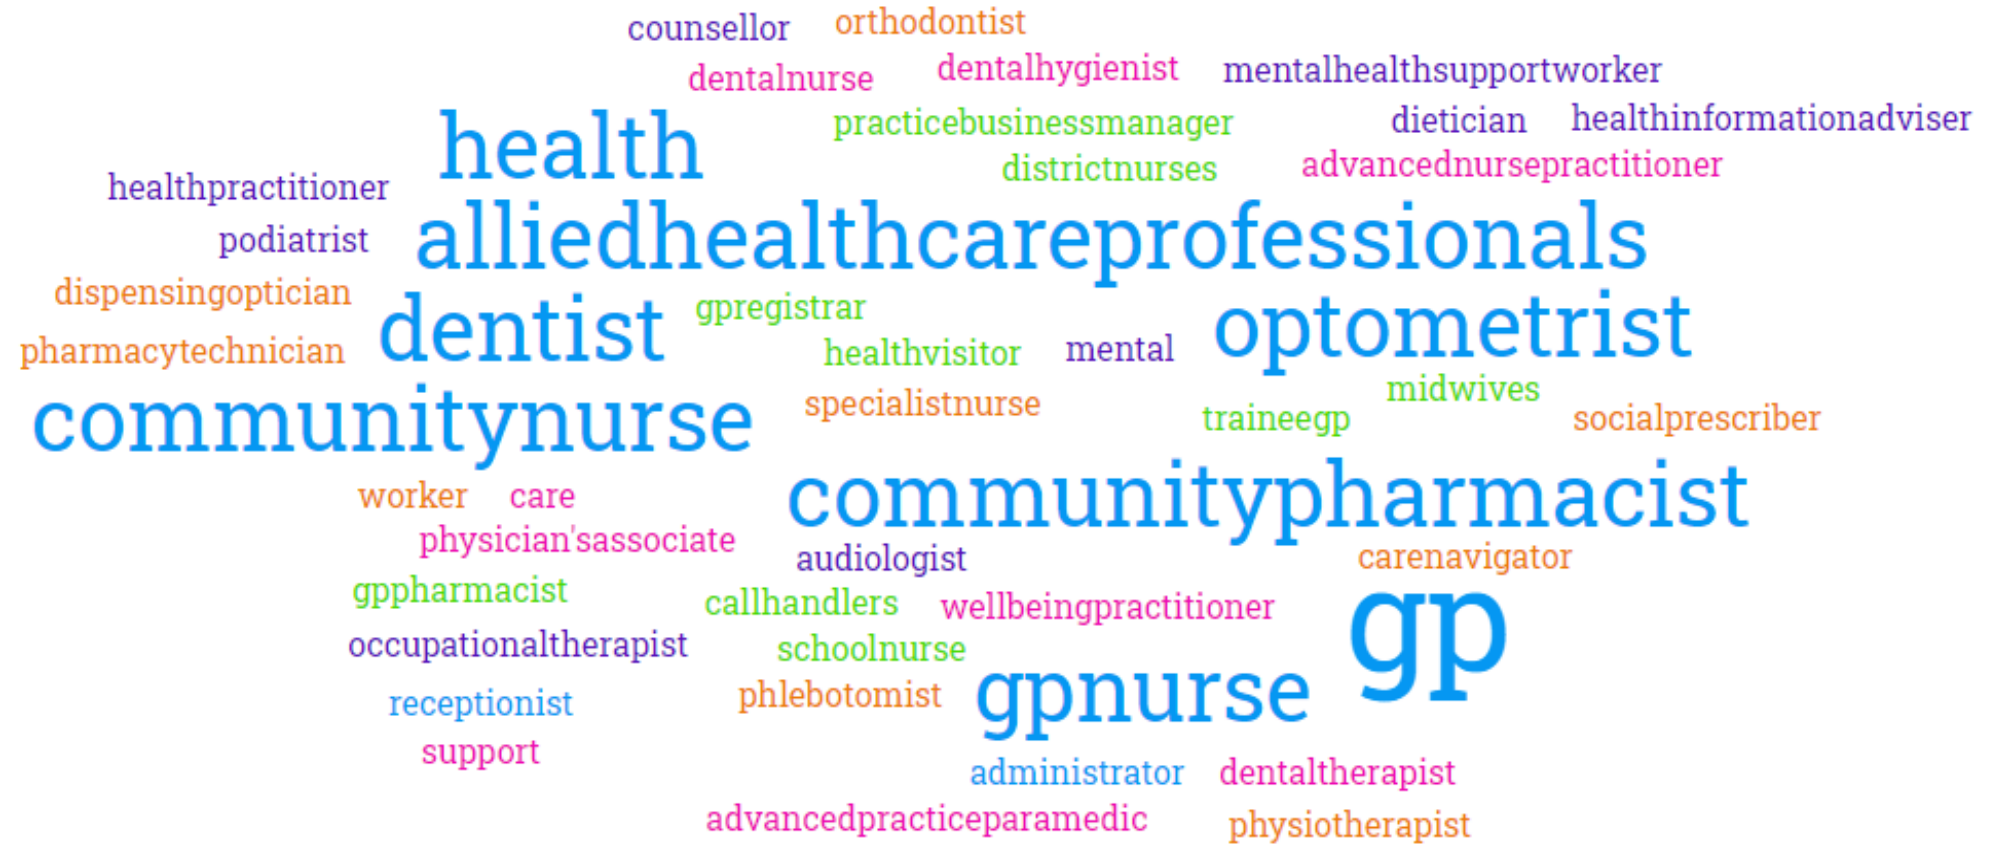 counsellor orthodontist
dentalnurse dentalhygienist mentalhealthsupportworker
health practicebusinessmanager dietician healthinformationadviser
healthpractitioner districtnurses advancednursepractitioner
podiatrist alliedhealthcareprofessionals
dispensingoptician dentist gpregistrar optometrist
pharmacytechnician healthvisitor mental
communitynurse specialistnurse traineegp midwives socialprescriber
worker care communitypharmacist
physician'sassociate audiologist carenavigator
gppharmacist callhandlers wellbeingpractitioner gp
occupationaltherapist schoolnurse
receptionist phlebotomist gpnurse
support administrator dentaltherapist
advancedpracticeparamedic physiotherapist